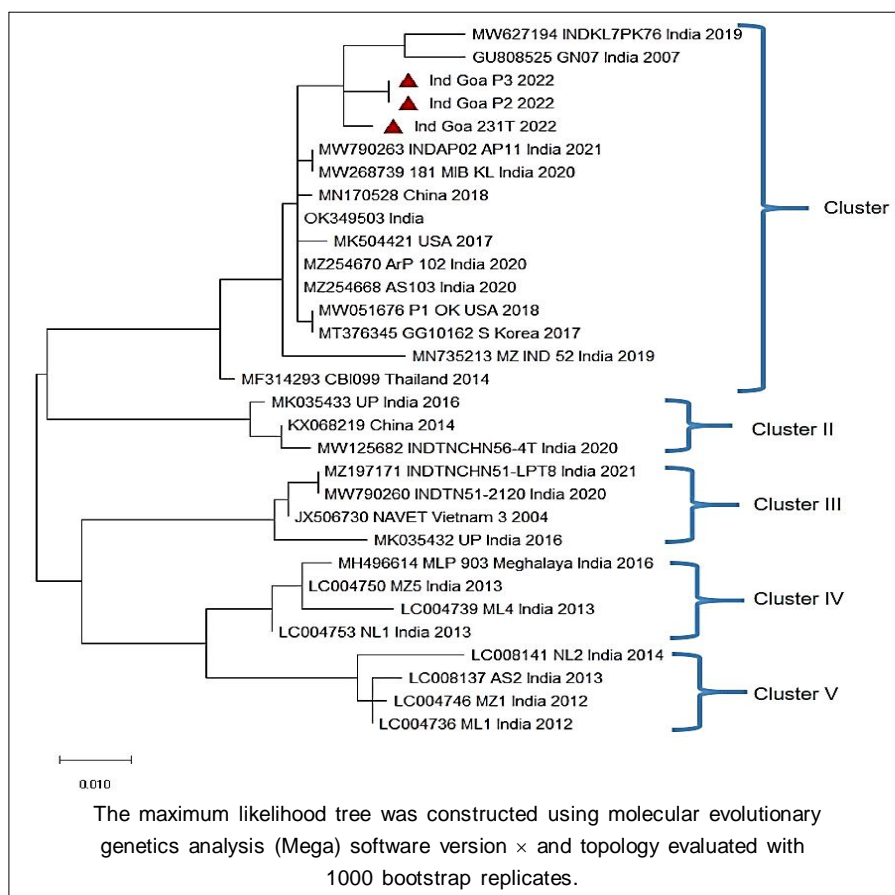 MW627194 INDKL7PK76 India 2019
GU808525 GN07 India 2007
Ind Goa P3 2022
Ind Goa P2 2022
Ind Goa 231T 2022
MW790263 INDAP02 AP11 India 2021
MW268739 181 MIB KL India 2020
MN170528 China 2018
OK349503 India
MK504421 USA 2017
MZ254670 ArP 102 India 2020
MZ254668 AS103 India 2020
MW051676 P1 OK USA 2018
MT376345 GG10162 S Korea 2017
MN735213 MZ IND 52 India 2019
MF314293 CBI099 Thailand 2014
Cluster
MK035433 UP India 2016
KX068219 China 2014
MW125682 INDTNCHN56-4T India 2020
Cluster II
MZ197171 INDTNCHN51-LPT8 India 2021
MW790260 INDTN51-2120 India 2020
JX506730 NAVET Vietnam 3 2004
MK035432 UP India 2016
Cluster III
MH496614 MLP 903 Meghalaya India 2016
LC004750 MZ5 India 2013
LC004739 ML4 India 2013
LC004753 NL1 India 2013
Cluster IV
LC008141 NL2 India 2014
LC008137 AS2 India 2013
LC004746 MZ1 India 2012
LC004736 ML1 India 2012
Cluster V
0.010
The maximum likelihood tree was constructed using molecular evolutionary
genetics analysis (Mega) software version × and topology evaluated with
1000 bootstrap replicates.